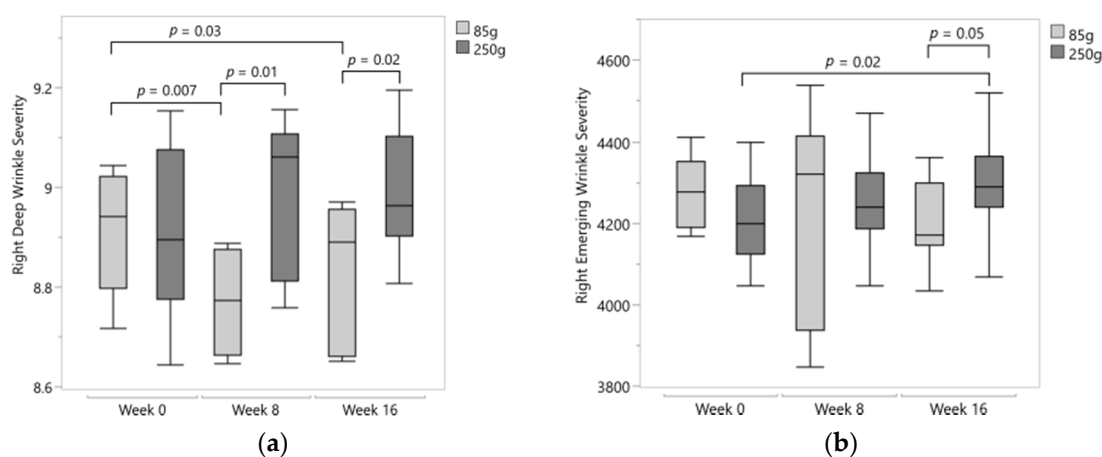 p = 0.03
85g
250g
p = 0.02
p = 0.01
p = 0.007
9.2
9
8.8
8.6
Right Deep Wrinkle Severity
Week 0
Week 8
Week 16
(a)
85g
250g
p = 0.05
p = 0.02
4600
4400
4200
4000
3800
Right Emerging Wrinkle Severity
Week 0
Week 8
Week 16
(b)